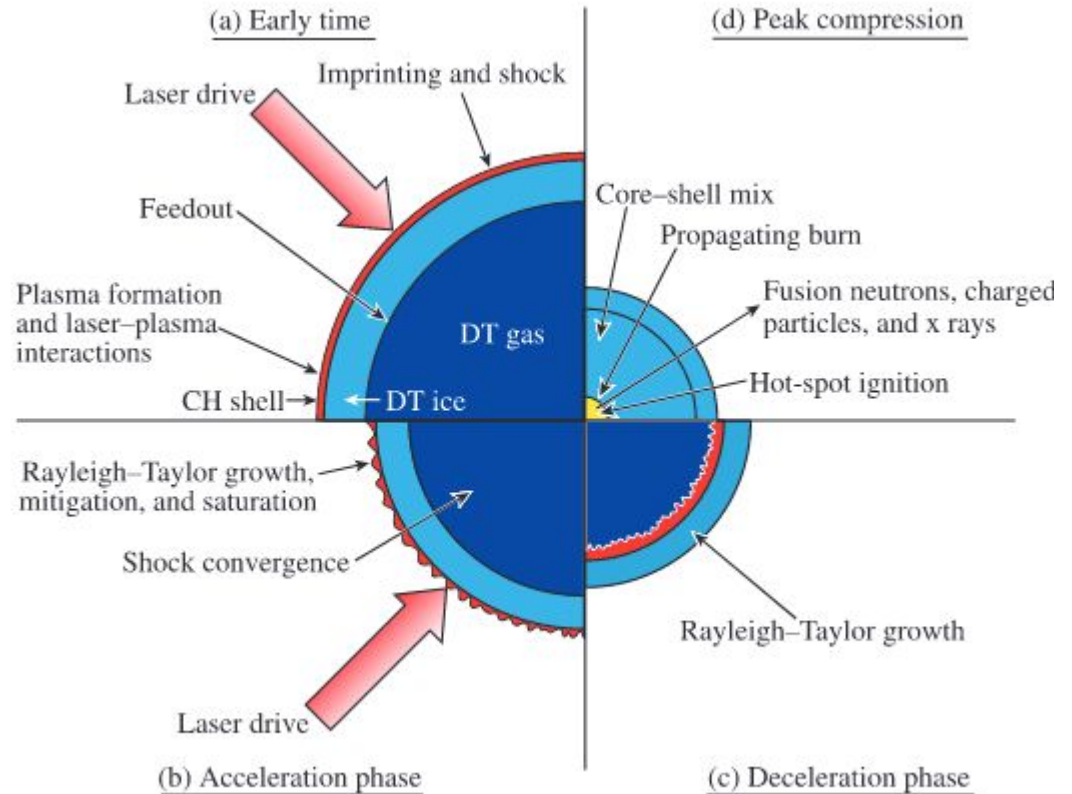 (a) Early time
(d) Peak compression
Imprinting and shock
Laser drive
Feedout
Plasma formation
and laser–plasma
interactions
CH shell
DT ice
DT gas
Core–shell mix
Propagating burn
Fusion neutrons, charged
particles, and x rays
Hot-spot ignition
Rayleigh–Taylor growth,
mitigation, and saturation
Shock convergence
Laser drive
Rayleigh–Taylor growth
(b) Acceleration phase
(c) Deceleration phase